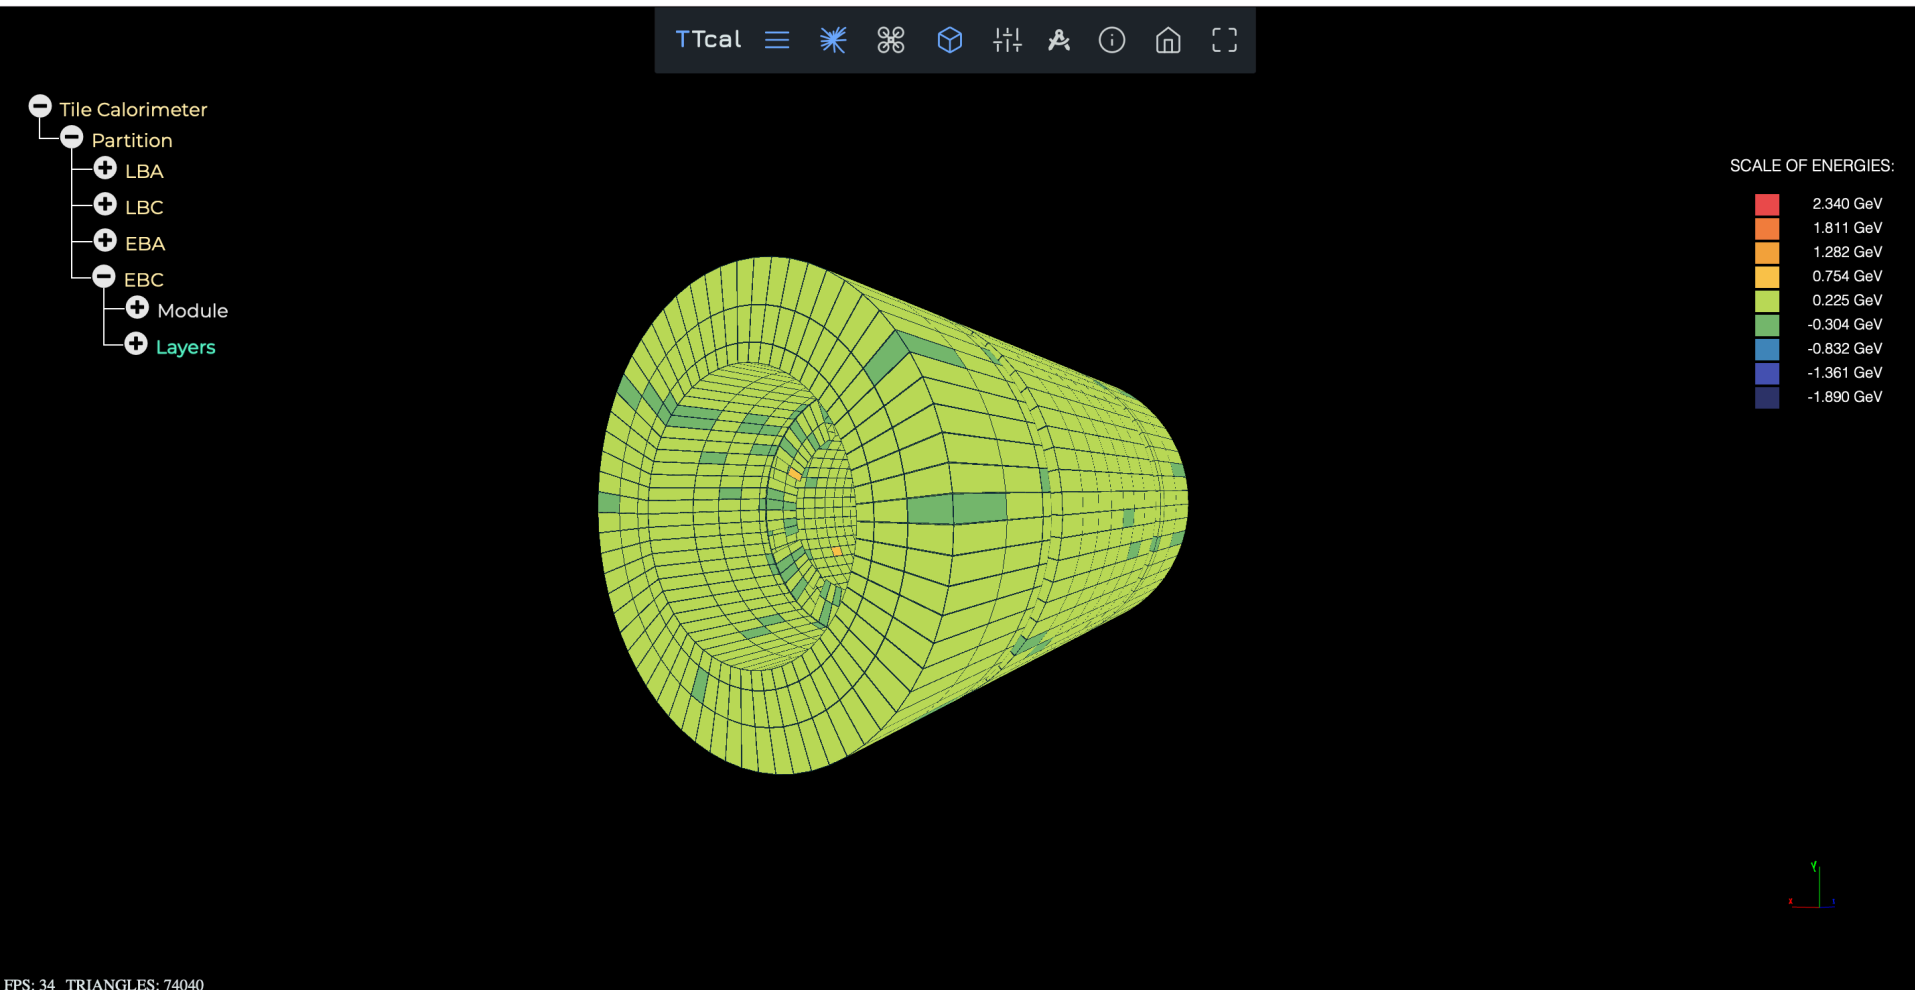 TTcal
Tile Calorimeter
Partition
LBA
LBC
EBA
EBC
Module
Layers
SCALE OF ENERGIES:
2.340 GeV
1.811 GeV
1.282 GeV
0.754 GeV
0.225 GeV
-0.304 GeV
-0.832 GeV
-1.361 GeV
-1.890 GeV
Y
X
FPS: 34 TRIANGLES: 74040